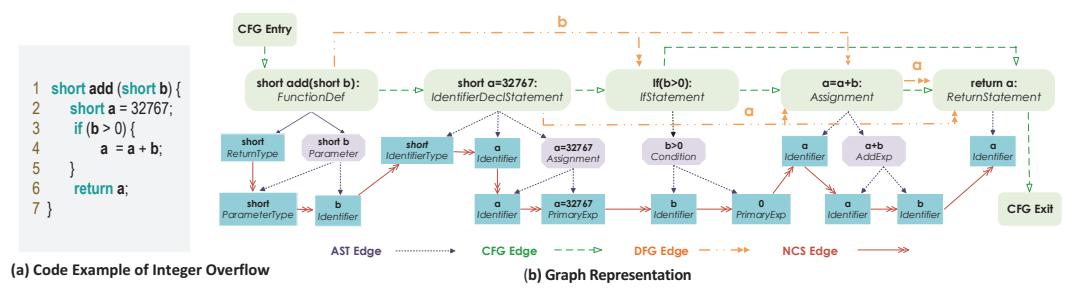 1 short add (short b) {
2 short a = 32767;
3 if (b > 0) {
4 a = a + b;
5 }
6 return a;
7 }
(a) Code Example of Integer Overflow
CFG Entry
b
short add(short b):
FunctionDef
short a=32767:
IdentifierDeclStatement
If(b>0):
IfStatement
a=a+b:
Assignment
a
return a:
ReturnStatement
a
short
ReturnType
short b
Parameter
short
IdentifierType
a
Identifier
a=32767
Assignment
b>0
Condition
a
Identifier
a+b
AddExp
a
Identifier
short
ParameterType
b
Identifier
a
Identifier
a=32767
PrimaryExp
b
Identifier
0
PrimaryExp
a
Identifier
b
Identifier
CFG Exit
AST Edge
CFG Edge
DFG Edge
NCS Edge
(b) Graph Representation